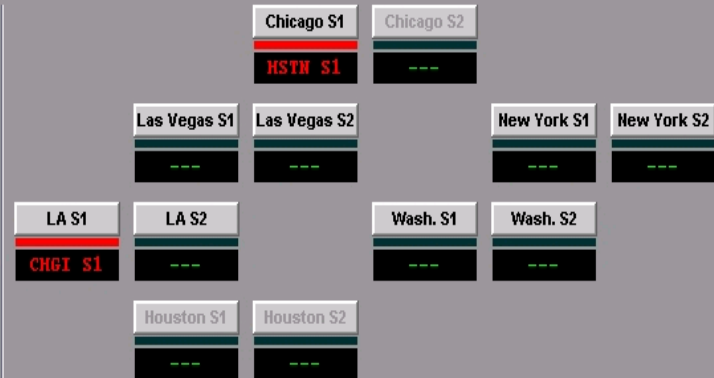 Chicago S1 Chicago S2
HSTN S1 ---
Las Vegas S1 Las Vegas S2 New York S1 New York S2
--- --- --- ---
LA S1 LA S2 Wash. S1 Wash. S2
CHGI S1 --- --- ---
Houston S1 Houston S2
--- ---